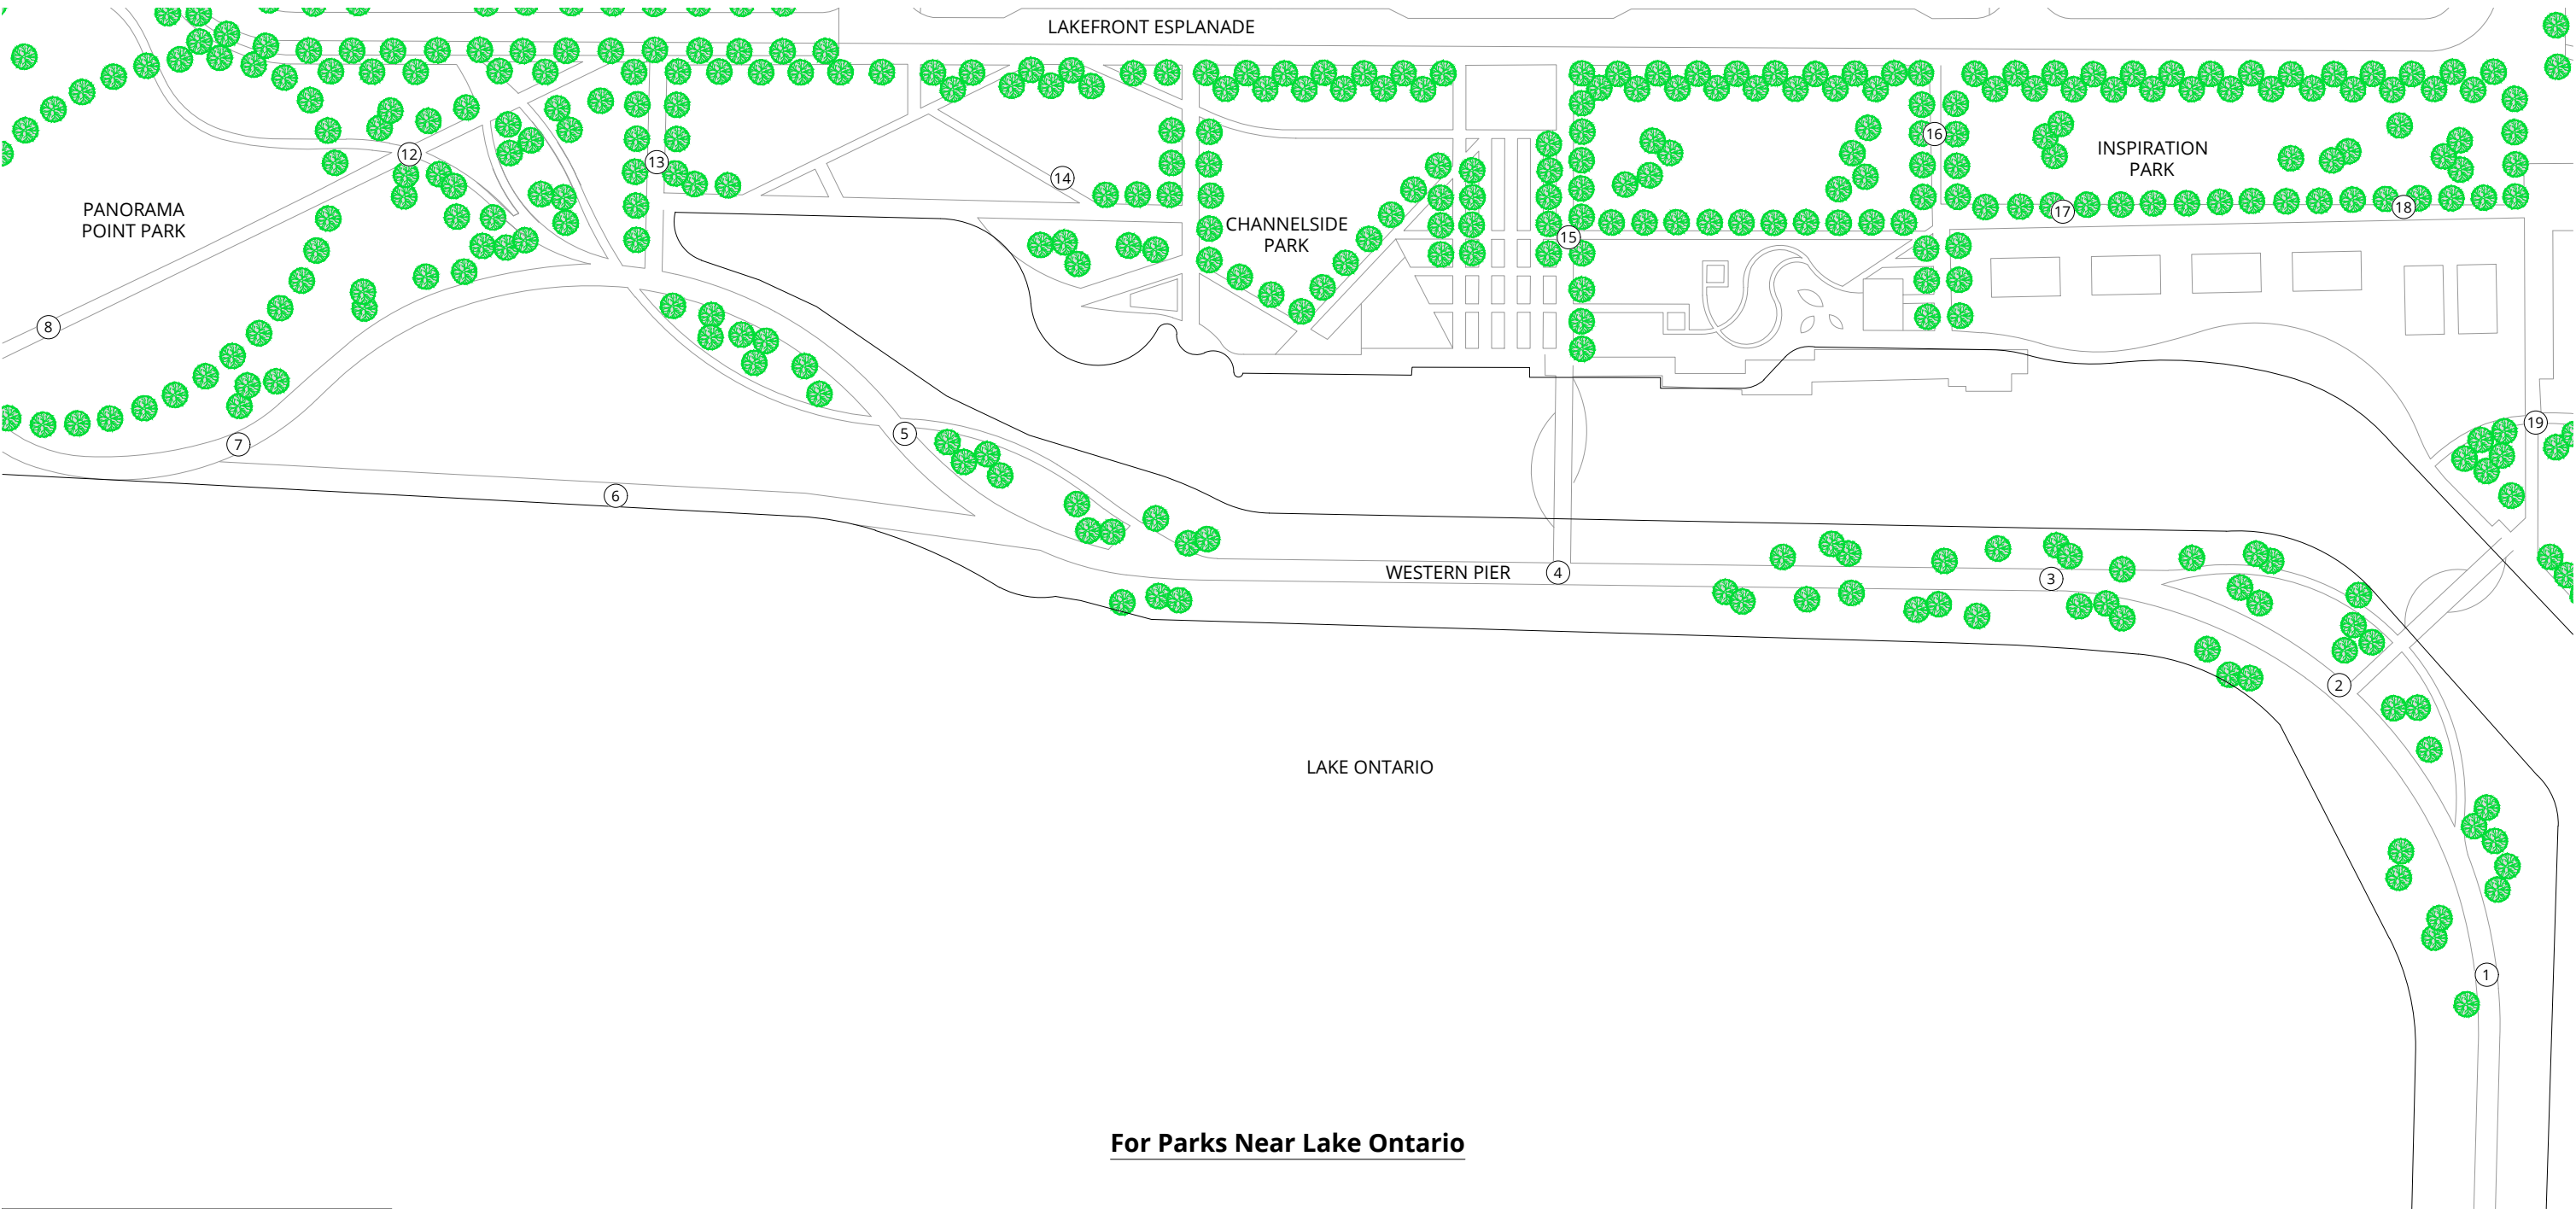 LAKEFRONT ESPLANADE
16
INSPIRATION
PARK
12
13
14
PANORAMA
POINT PARK
17
18
CHANNELSIDE
PARK
15
8
19
5
7
6
WESTERN PIER
4
3
2
LAKE ONTARIO
1
For Parks Near Lake Ontario